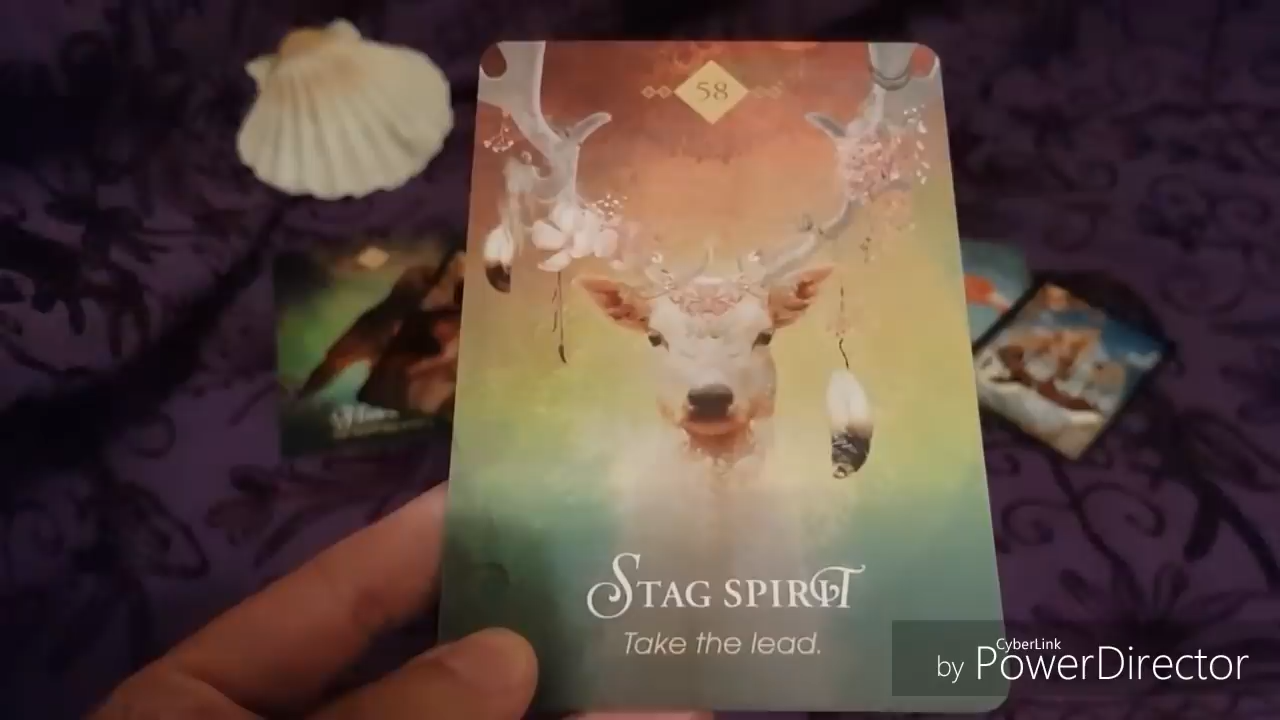 58
STAG SPIRIT
Take the lead.
CyberLink
by PowerDirector